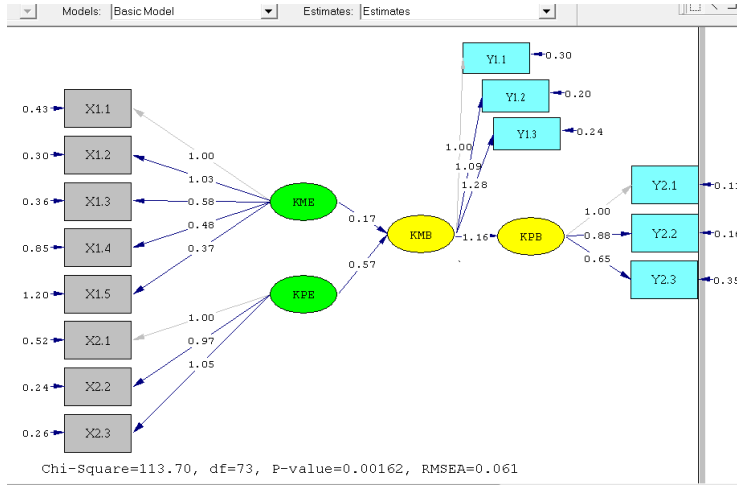 Models: Basic Model Estimates: Estimates
Y1.1 0.30
Y1.2 0.20
Y1.3 0.24
0.43 X1.1
0.30 X1.2
0.36 X1.3
0.85 X1.4
1.20 X1.5
0.52 X2.1
0.24 X2.2
0.26 X2.3
1.00
1.03
0.58
0.48
0.37
KME
0.17
1.00
0.97
1.05
KPE
0.57
KMB
1.00
1.09
1.28
1.16
KPB
1.00
0.88
0.65
Y2.1
Y2.2 0.16
Y2.3 0.35
Chi-Square=113.70, df=73, P-value=0.00162, RMSEA=0.061